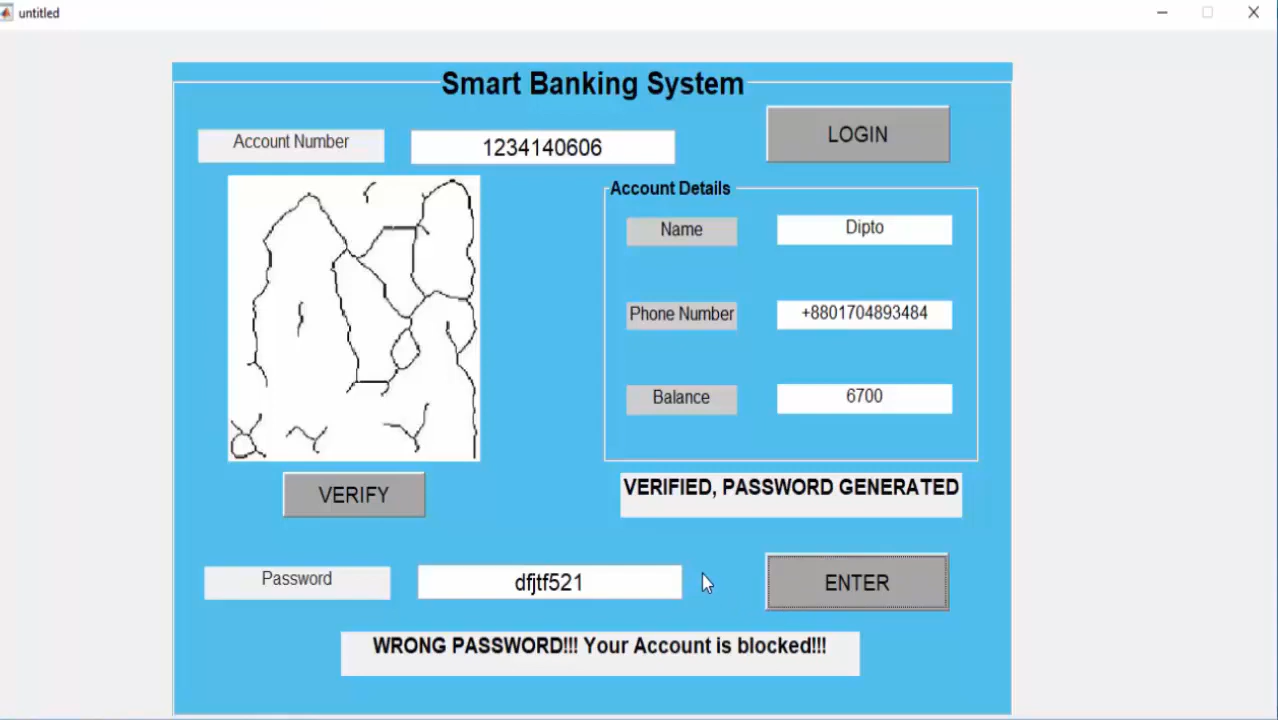 untitled
Smart Banking System
Account Number
1234140606
LOGIN
Account Details
Name
Dipto
Phone Number
+8801704893484
Balance
6700
VERIFY
VERIFIED, PASSWORD GENERATED
Password
dfjtf521
ENTER
WRONG PASSWORD!!! Your Account is blocked!!!